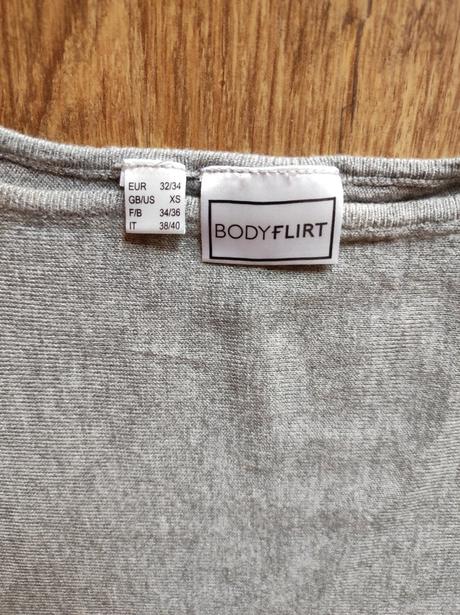 EUR 32/34
GB/US XS
F/B 34/36
IT 38/40
BODYFLIRT